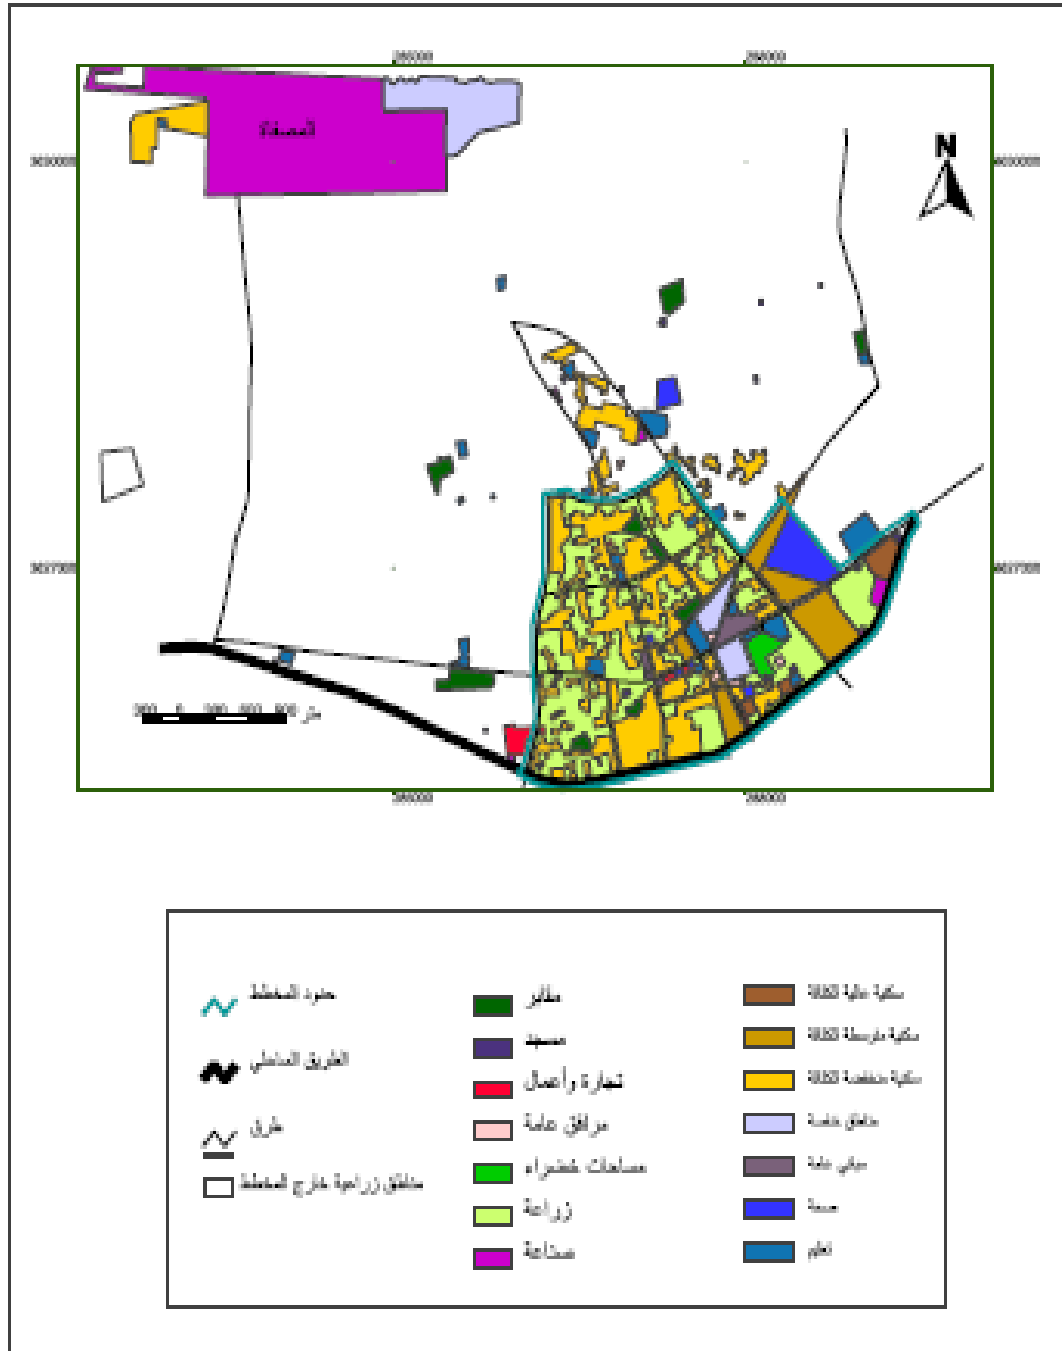 المصفاة
N
متر
حدود المخطط
الطريق الساحلي
طرق
مناطق زراعية خارج المخطط
مقابر
مسجد
تجارة وأعمال
مرافق عامة
مساحات خضراء
زراعة
صناعة
سكنية عالية الكثافة
سكنية متوسطة الكثافة
سكنية منخفضة الكثافة
مناطق خاصة
مباني عامة
صحة
تعليم